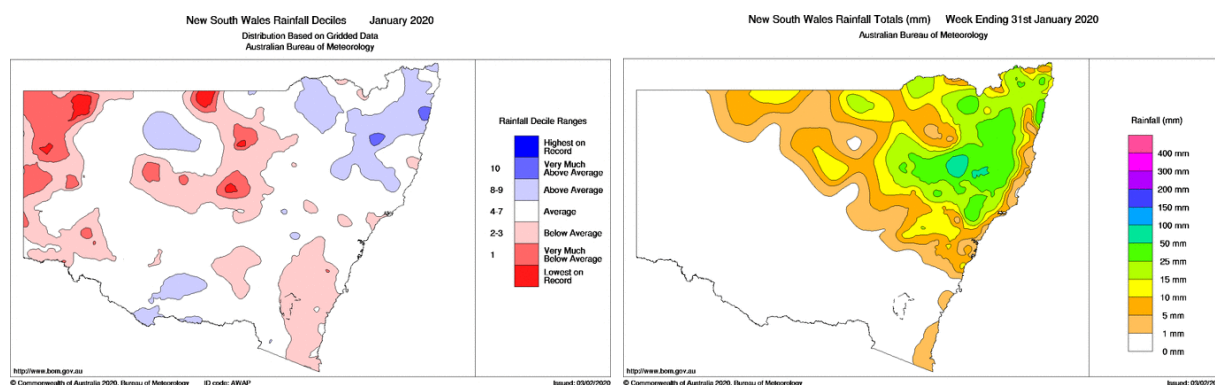 New South Wales Rainfall Deciles January 2020
Distribution Based on Gridded Data
Australian Bureau of Meteorology
Rainfall Decile Ranges
Highest on
Record
10 Very Much
Above Average
8-9 Above Average
4-7 Average
2-3 Below Average
1 Very Much
Below Average
Lowest on
Record
http://www.bom.gov.au
© Commonwealth of Australia 2020, Bureau of Meteorology ID code: AWAP Issued: 03/02/2020
New South Wales Rainfall Totals (mm) Week Ending 31st January 2020
Australian Bureau of Meteorology
Rainfall (mm)
400 mm
300 mm
200 mm
150 mm
100 mm
50 mm
25 mm
15 mm
10 mm
5 mm
1 mm
0 mm
http://www.bom.gov.au
© Commonwealth of Australia 2020, Bureau of Meteorology